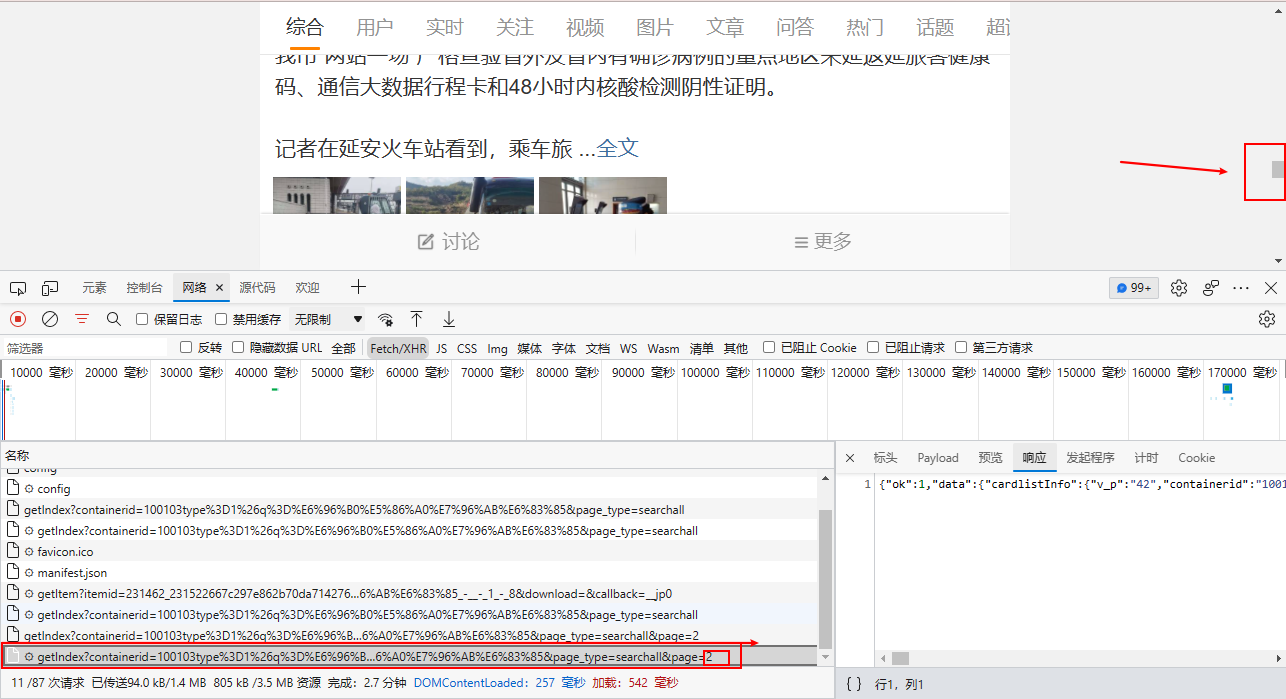 综合 用户 实时 关注 视频 图片 文章 问答 热门 话题 超
码、通信大数据行程卡和48小时内核酸检测阴性证明。
记者在延安火车站看到，乘车旅 ...全文
讨论 更多
元素 控制台 网络 源代码 欢迎 99+
保留日志 禁用缓存 无限制
筛选器 反转 隐藏数据 URL 全部 Fetch/XHR JS CSS Img 媒体 字体 文档 WS Wasm 清单 其他 已阻止 Cookie 已阻止请求 第三方请求
10000 毫秒 20000 毫秒 30000 毫秒 40000 毫秒 50000 毫秒 60000 毫秒 70000 毫秒 80000 毫秒 90000 毫秒 100000 毫秒 110000 毫秒 120000 毫秒 130000 毫秒 140000 毫秒 150000 毫秒 160000 毫秒 170000 毫秒
名称
config
config
getIndex?containerid=100103type%3D1%26q%3D%E6%96%B0%E5%86%A0%E7%96%AB%E6%83%85&page_type=searchall
getIndex?containerid=100103type%3D1%26q%3D%E6%96%B0%E5%86%A0%E7%96%AB%E6%83%85&page_type=searchall
favicon.ico
manifest.json
getItem?itemid=231462_231522667c297e862b70da714276...6%AB%E6%83%85_-__-_1_-_8&download=&callback=__jp0
getIndex?containerid=100103type%3D1%26q%3D%E6%96%B0%E5%86%A0%E7%96%AB%E6%83%85&page_type=searchall
getIndex?containerid=100103type%3D1%26q%3D%E6%96%B...6%A0%E7%96%AB%E6%83%85&page_type=searchall&page=2
getIndex?containerid=100103type%3D1%26q%3D%E6%96%B...6%A0%E7%96%AB%E6%83%85&page_type=searchall&page=2
11 /87 次请求 已传送94.0 kB/1.4 MB 805 kB /3.5 MB 资源 完成：2.7 分钟 DOMContentLoaded：257 毫秒 加载：542 毫秒
标头 Payload 预览 响应 发起程序 计时 Cookie
1 {"ok":1,"data":{"cardlistInfo":{"v_p":"42","containerid":"1001
{ } 行1，列1